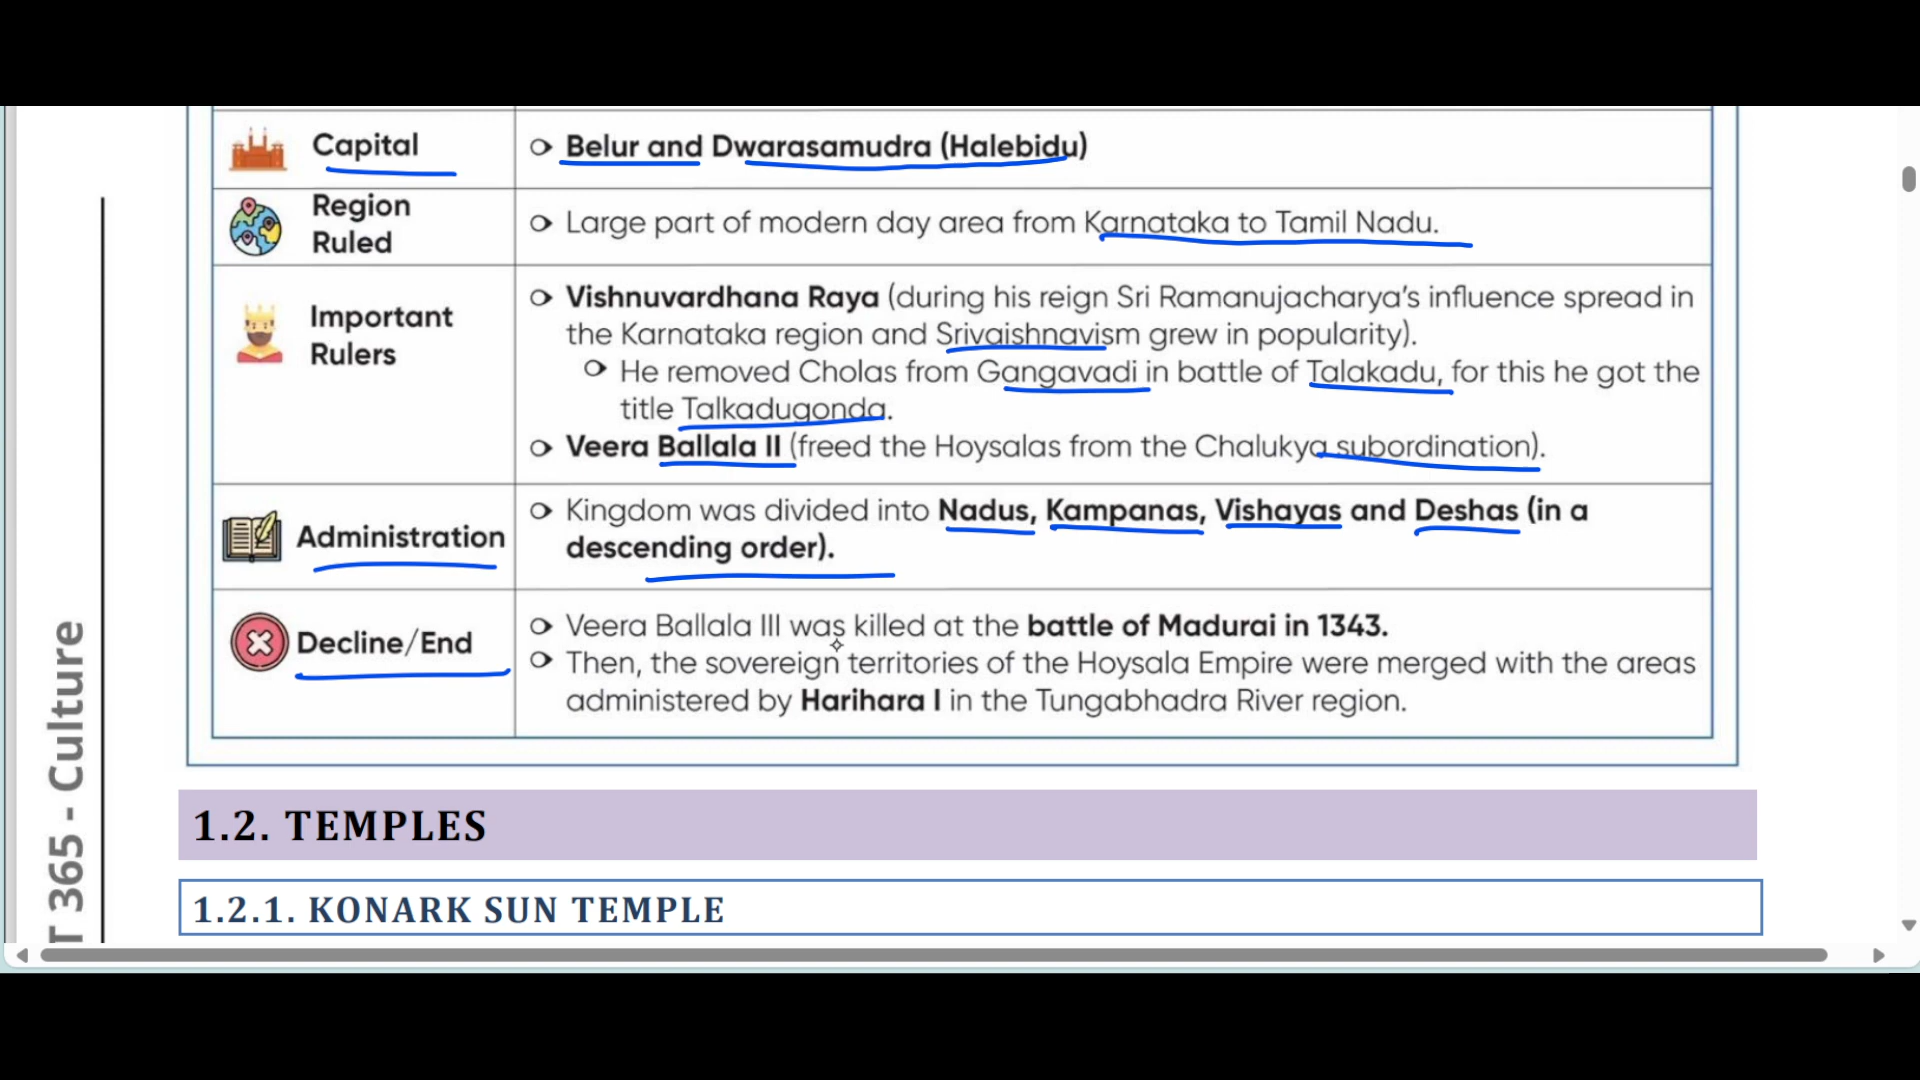 Capital
Belur and Dwarasamudra (Halebidu)
Region
Ruled
Large part of modern day area from Karnataka to Tamil Nadu.
Important
Rulers
Vishnuvardhana Raya (during his reign Sri Ramanujacharya's influence spread in
the Karnataka region and Srivaishnavism grew in popularity).
He removed Cholas from Gangavadi in battle of Talakadu, for this he got the
title Talkadugonda.
Veera Ballala II (freed the Hoysalas from the Chalukya subordination).
Administration
Kingdom was divided into Nadus, Kampanas, Vishayas and Deshas (in a
descending order).
Decline/End
Veera Ballala III was killed at the battle of Madurai in 1343.
Then, the sovereign territories of the Hoysala Empire were merged with the areas
administered by Harihara I in the Tungabhadra River region.
1.2. TEMPLES
1.2.1. KONARK SUN TEMPLE
T 365 - Culture